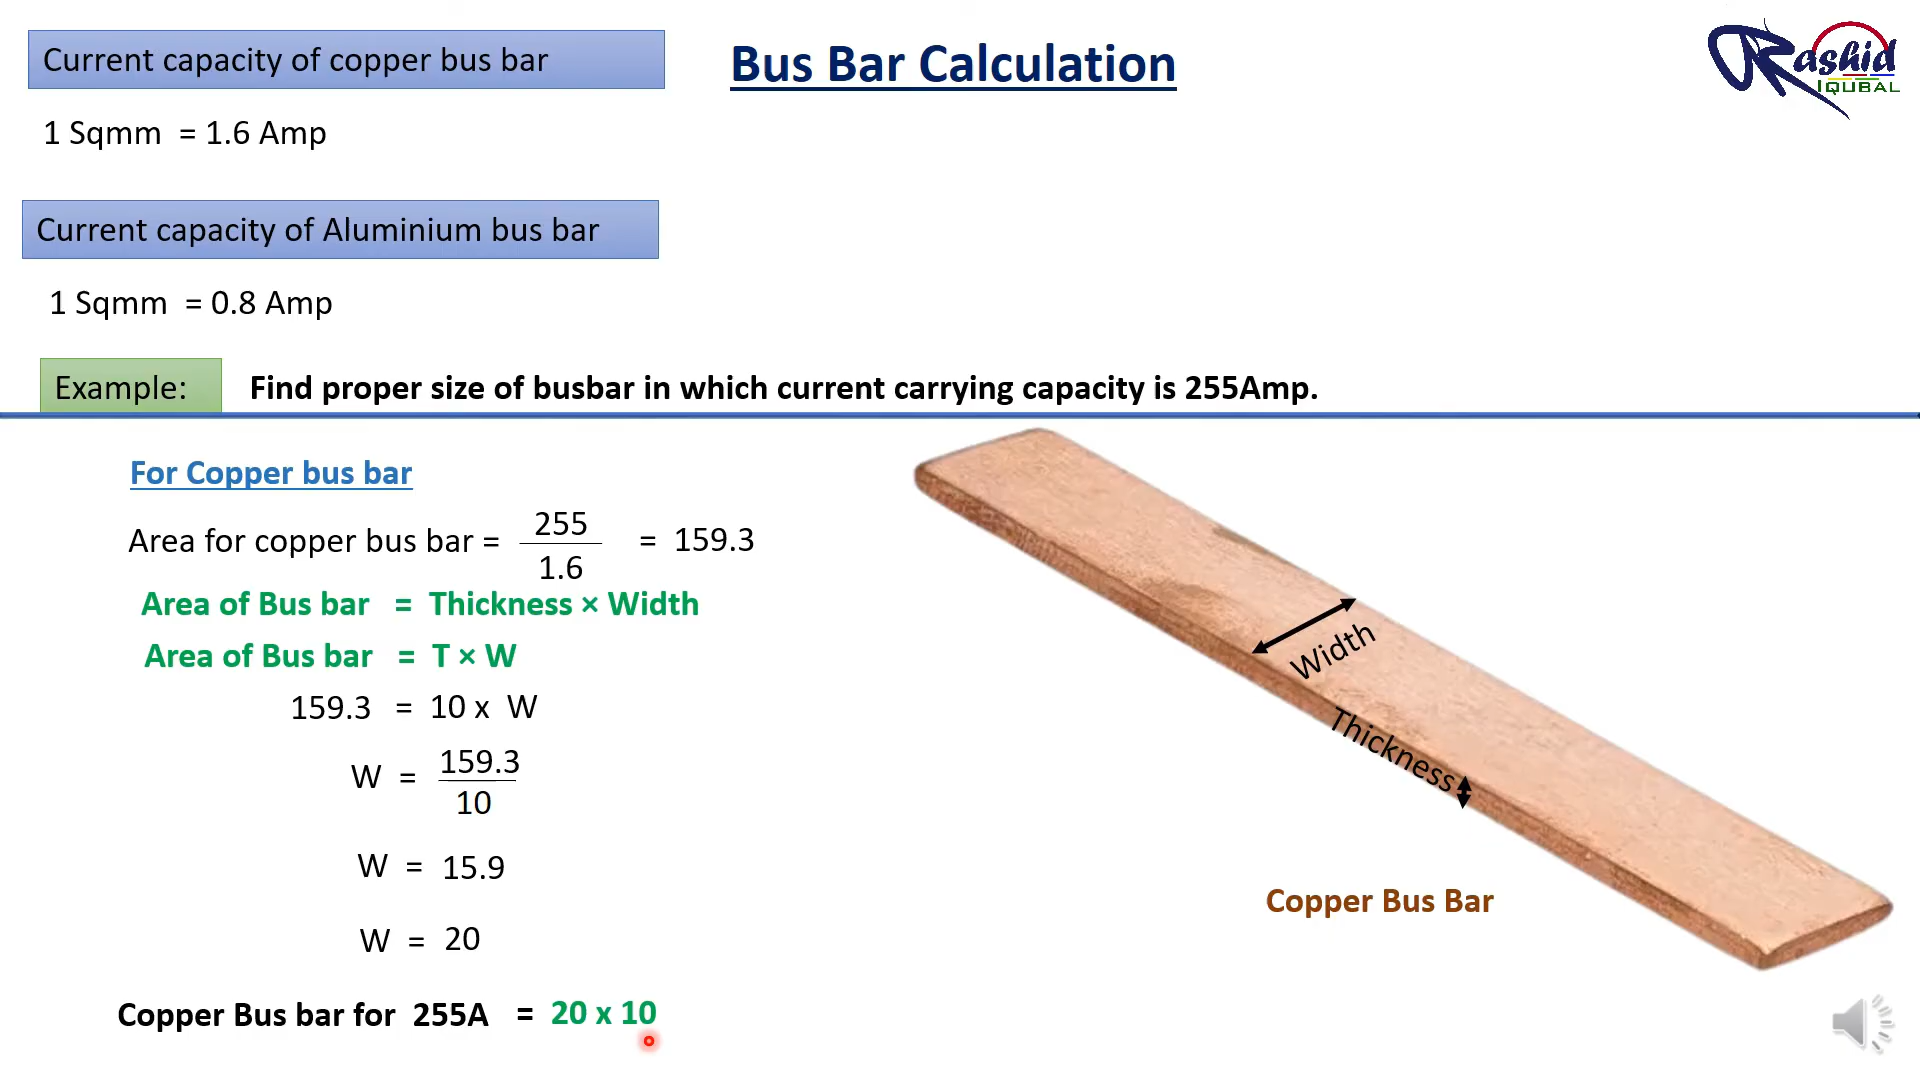 Current capacity of copper bus bar
Bus Bar Calculation
Rashid
IQUBAL
1 Sqmm = 1.6 Amp
Current capacity of Aluminium bus bar
1 Sqmm = 0.8 Amp
Example: Find proper size of busbar in which current carrying capacity is 255Amp.
For Copper bus bar
Area for copper bus bar = 255 / 1.6 = 159.3
Area of Bus bar = Thickness × Width
Area of Bus bar = T × W
159.3 = 10 x W
W = 159.3 / 10
W = 15.9
W = 20
Copper Bus bar for 255A = 20 x 10
Width
Thickness
Copper Bus Bar